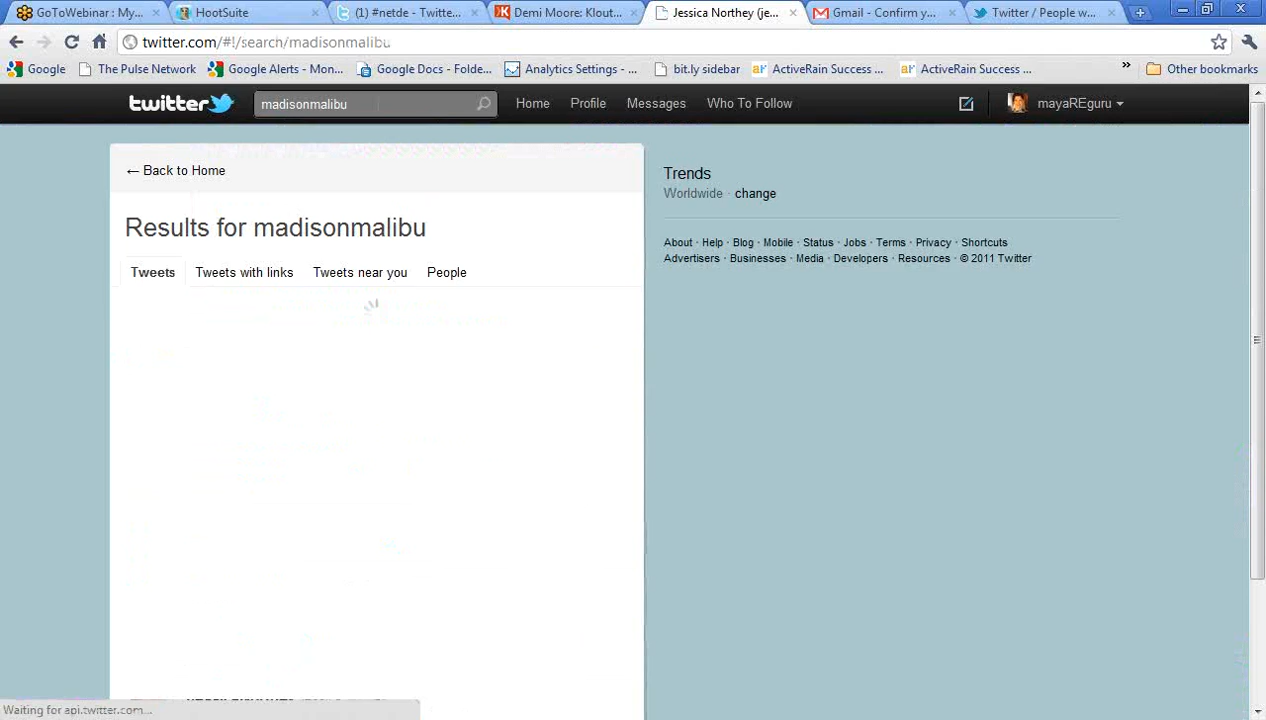 GoToWebinar : My...
HootSuite
(1) #netde - Twitte...
Demi Moore: Klout...
Jessica Northey (je...
Gmail - Confirm y...
Twitter / People w...
twitter.com/#!/search/madisonmalibu
Google
The Pulse Network
Google Alerts - Mon...
Google Docs - Folde...
Analytics Settings - ...
bit.ly sidebar
ActiveRain Success ...
ActiveRain Success ...
»
Other bookmarks
twitter
madisonmalibu
Home
Profile
Messages
Who To Follow
mayaREguru
← Back to Home
Results for madisonmalibu
Tweets
Tweets with links
Tweets near you
People
Trends
Worldwide · change
About · Help · Blog · Mobile · Status · Jobs · Terms · Privacy · Shortcuts
Advertisers · Businesses · Media · Developers · Resources · © 2011 Twitter
Waiting for api.twitter.com...